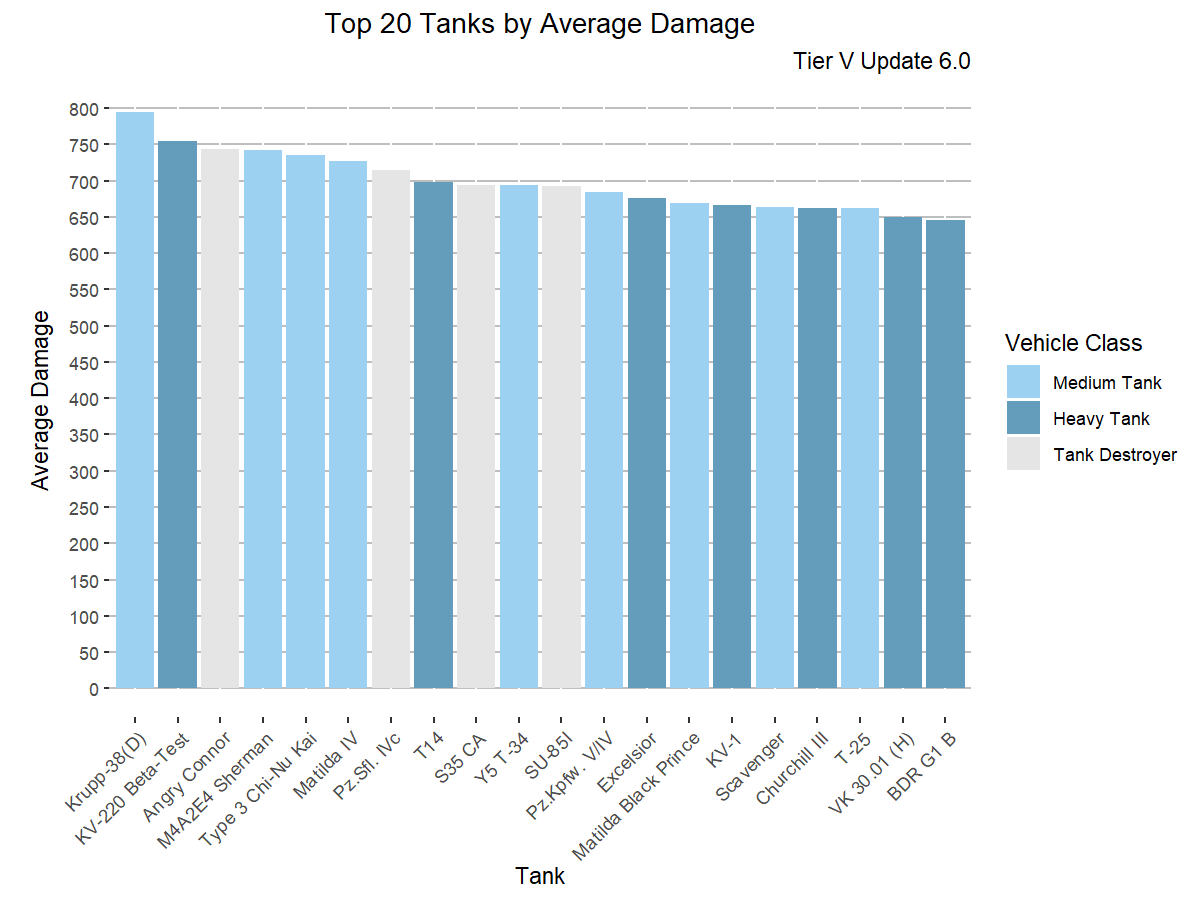 Top 20 Tanks by Average Damage
Tier V Update 6.0
Average Damage
800
750
700
650
600
550
500
450
400
350
300
250
200
150
100
50
0
Krupp-38(D)
KV-220 Beta-Test
Angry Connor
M4A2E4 Sherman
Type 3 Chi-Nu Kai
Matilda IV
Pz.Sfl. IVc
T14
S35 CA
Y5 T-34
SU-85I
Pz.Kpfw. V/IV
Excelsior
Matilda Black Prince
KV-1
Scavenger
Churchill III
T-25
VK 30.01 (H)
BDR G1 B
Tank
Vehicle Class
Medium Tank
Heavy Tank
Tank Destroyer